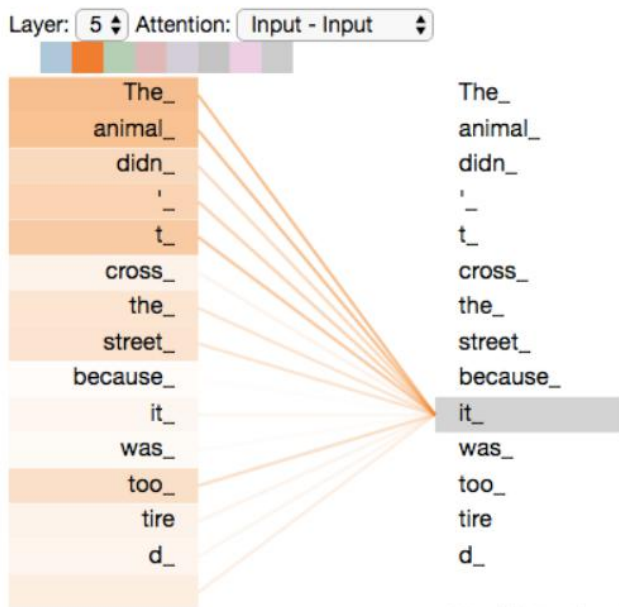 Layer: 5 Attention: Input - Input
The_ The_
animal_ animal_
didn_ didn_
'_ '_
t_ t_
cross_ cross_
the_ the_
street_ street_
because_ because_
it_ it_
was_ was_
too_ too_
tire tire
d_ d_